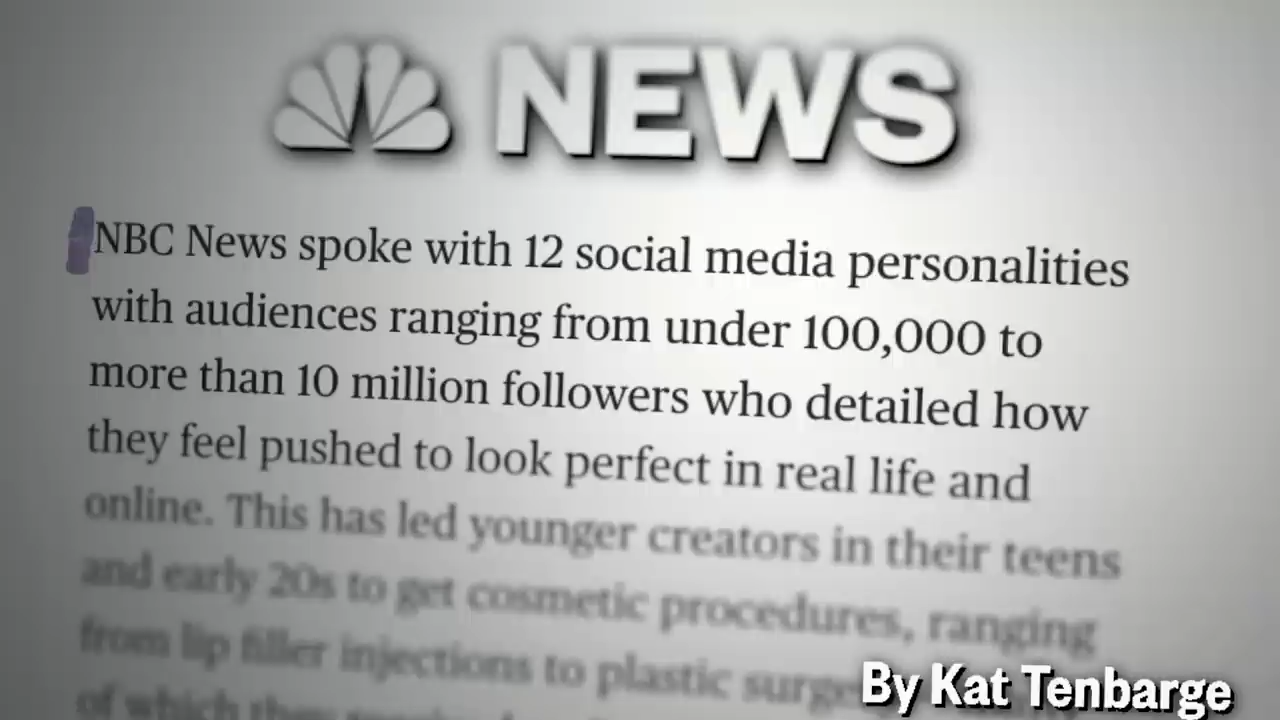 NEWS
NBC News spoke with 12 social media personalities
with audiences ranging from under 100,000 to
more than 10 million followers who detailed how
they feel pushed to look perfect in real life and
online. This has led younger creators in their teens
and early 20s to get cosmetic procedures, ranging
from lip filler injections to plastic
of which they
By Kat Tenbarge